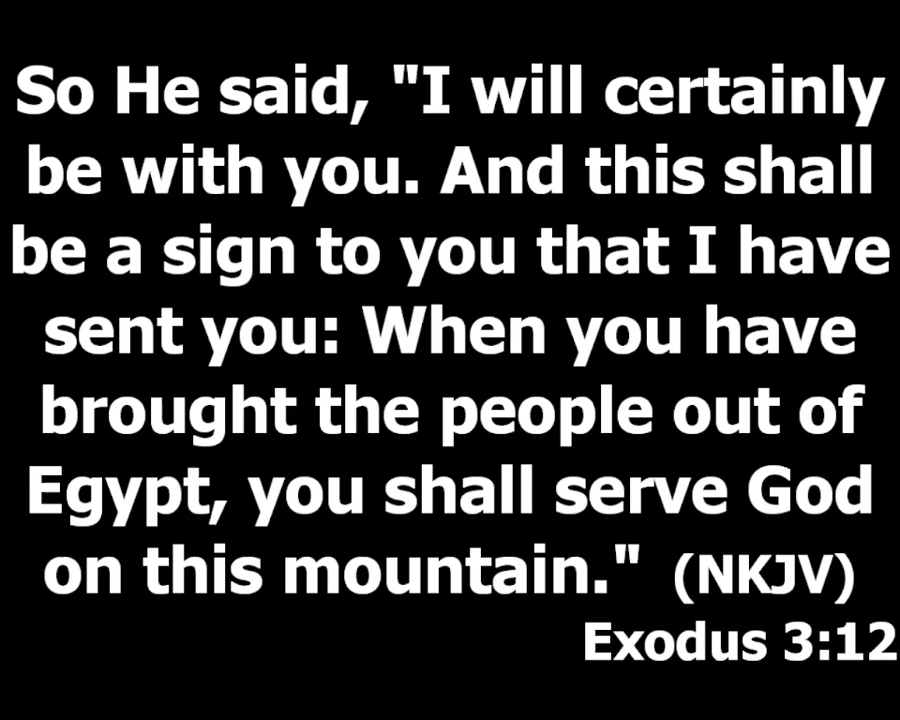 So He said, "I will certainly
be with you. And this shall
be a sign to you that I have
sent you: When you have
brought the people out of
Egypt, you shall serve God
on this mountain." (NKJV)
Exodus 3:12